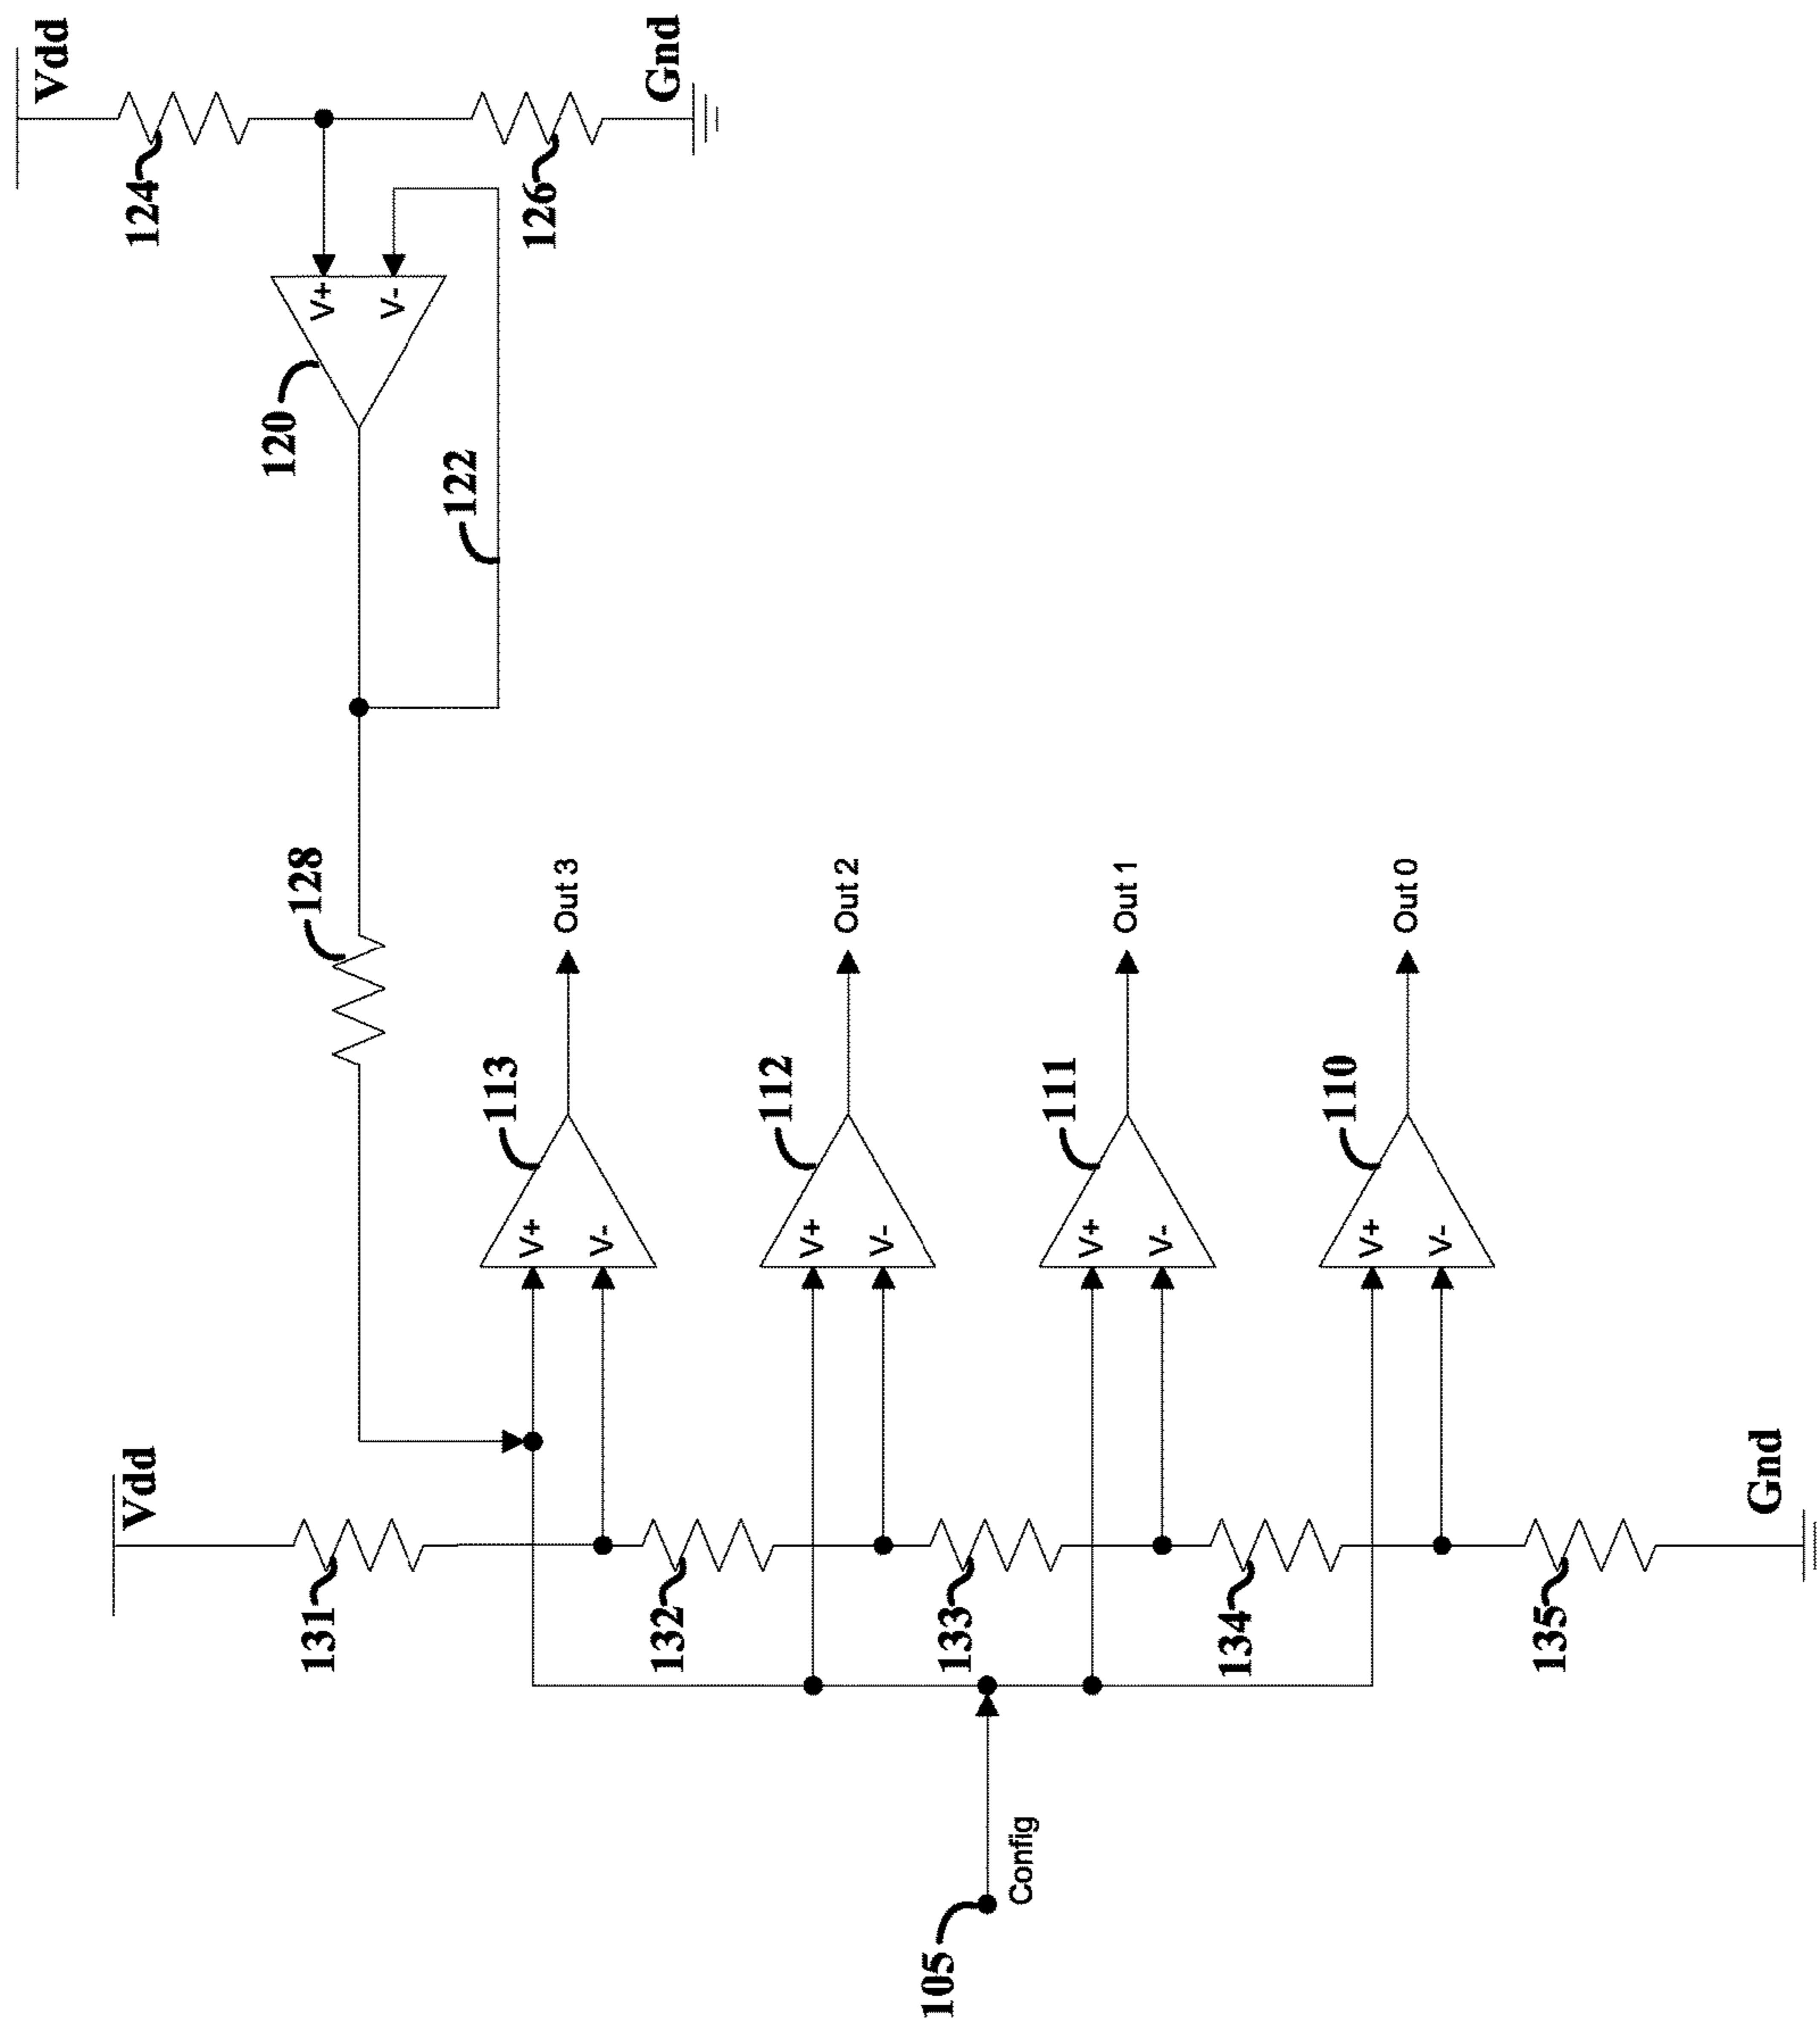 Vdd
124
126
Gnd
V+
V-
120
122
128
Vdd
131
113
V+
V-
Out 3
132
112
V+
V-
Out 2
133
105
Config
111
V+
V-
Out 1
134
110
V+
V-
Out 0
135
Gnd